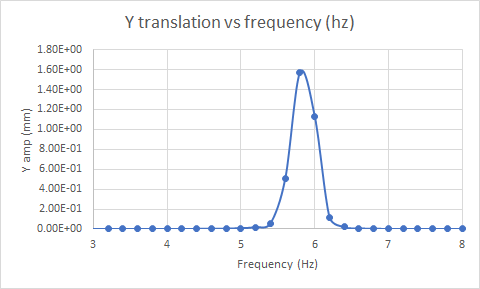 Y translation vs frequency (hz)
1.80E+00
1.60E+00
1.40E+00
1.20E+00
1.00E+00
8.00E-01
6.00E-01
4.00E-01
2.00E-01
0.00E+00
Y amp (mm)
3 4 5 6 7 8
Frequency (Hz)